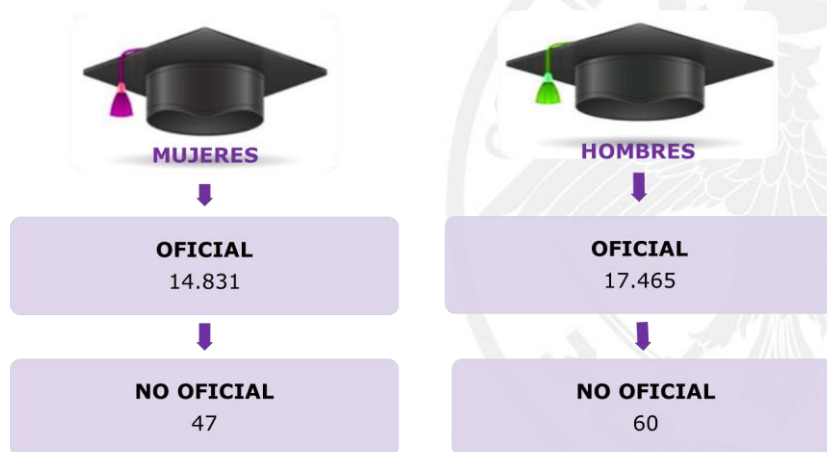 MUJERES
OFICIAL
14.831
NO OFICIAL
47
HOMBRES
OFICIAL
17.465
NO OFICIAL
60